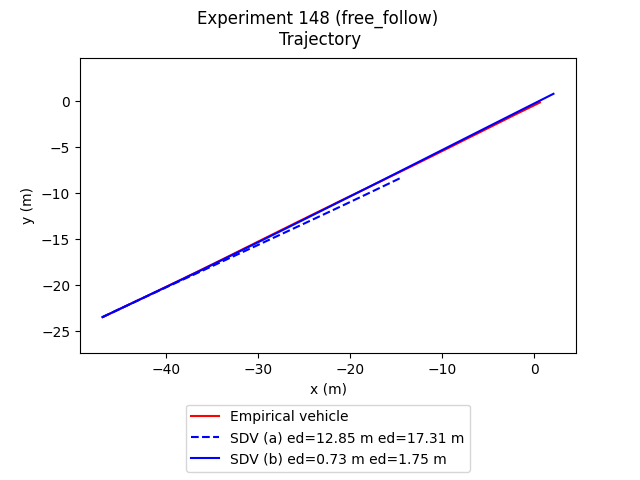 Experiment 148 (free_follow)
Trajectory
0
−5
−10
−15
−20
−25
y (m)
−40 −30 −20 −10 0
x (m)
Empirical vehicle
SDV (a) ed=12.85 m ed=17.31 m
SDV (b) ed=0.73 m ed=1.75 m